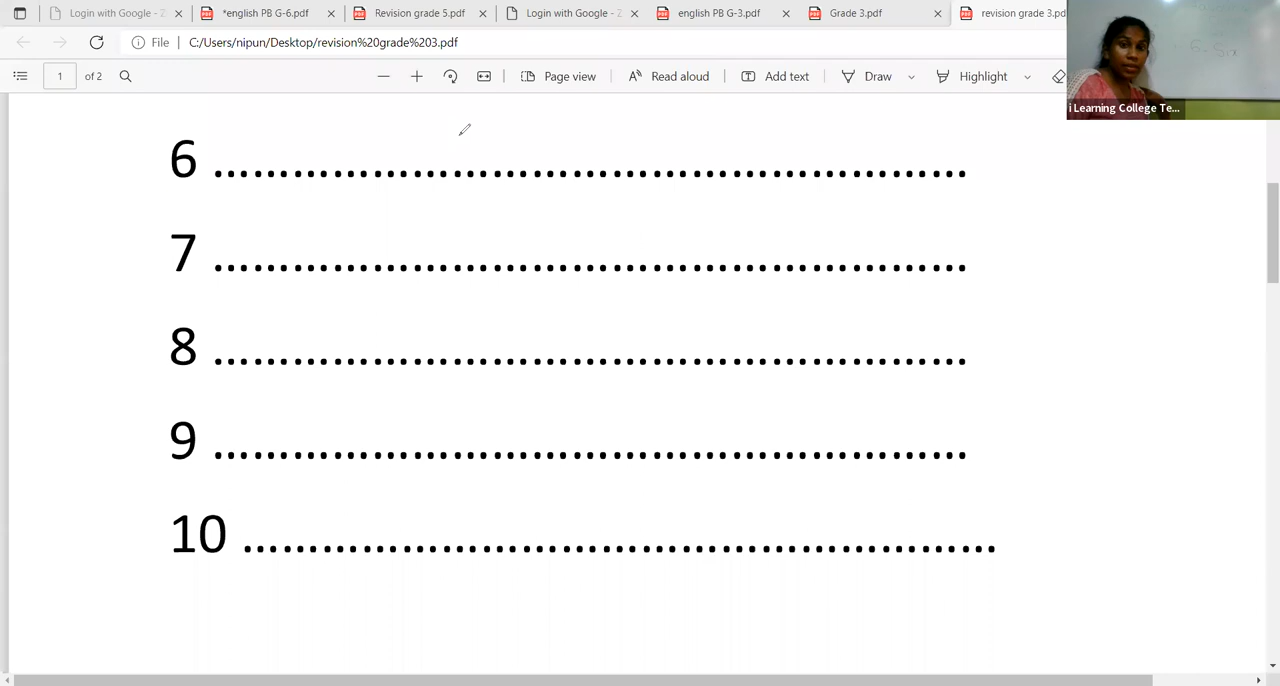 Login with Google - Z
*english PB G-6.pdf
Revision grade 5.pdf
Login with Google - Z
english PB G-3.pdf
Grade 3.pdf
revision grade 3.pd
File | C:/Users/nipun/Desktop/revision%20grade%203.pdf
1 of 2
Page view
Read aloud
Add text
Draw
Highlight
6 - Six
i Learning College Te...
6 .........................................................
7 .........................................................
8 .........................................................
9 .........................................................
10 .........................................................